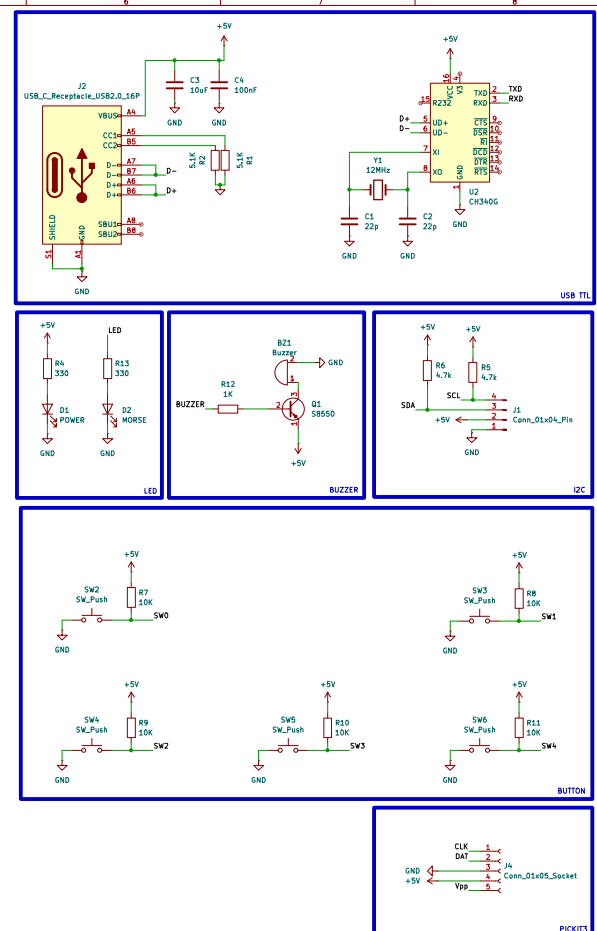 6 7 8
+5V
J2
USB_C_Receptacle_USB2.0_16P
VBUS A4
CC1 A5
CC2 B5
D- A7
D- B7
D+ A6
D+ B6
SBU1 A8
SBU2 B8
SHIELD
GND
S1
A1
GND
D-
D+
C3
10uF
C4
100nF
GND
GND
5.1K
R2
5.1K
R1
+5V
16
4
VCC
V3
15 R232
D+ 5 UD+
D- 6 UD-
7 XI
8 XO
TXD 2 TXD
RXD 3 RXD
CTS 9
DSR 10
RI 11
DCD 12
DTR 13
RTS 14
GND
1
U2
CH340G
GND
Y1
12MHz
C1
22p
C2
22p
GND
GND
USB TTL
+5V
LED
R4
330
R13
330
D1
POWER
D2
MORSE
GND
GND
LED
BZ1
Buzzer
2
1
GND
R12
1K
BUZZER
2
3
1
Q1
S8550
+5V
BUZZER
+5V
+5V
R6
4.7k
R5
4.7k
SCL
SDA
+5V
GND
4
3
2
1
J1
Conn_01x04_Pin
I2C
+5V
SW2
SW_Push
R7
10K
SW0
GND
+5V
SW3
SW_Push
R8
10K
SW1
GND
+5V
SW4
SW_Push
R9
10K
SW2
GND
+5V
SW5
SW_Push
R10
10K
SW3
GND
+5V
SW6
SW_Push
R11
10K
SW4
GND
BUTTON
CLK 1
DAT 2
GND 3
+5V 4
Vpp 5
J4
Conn_01x05_Socket
PICKIT3